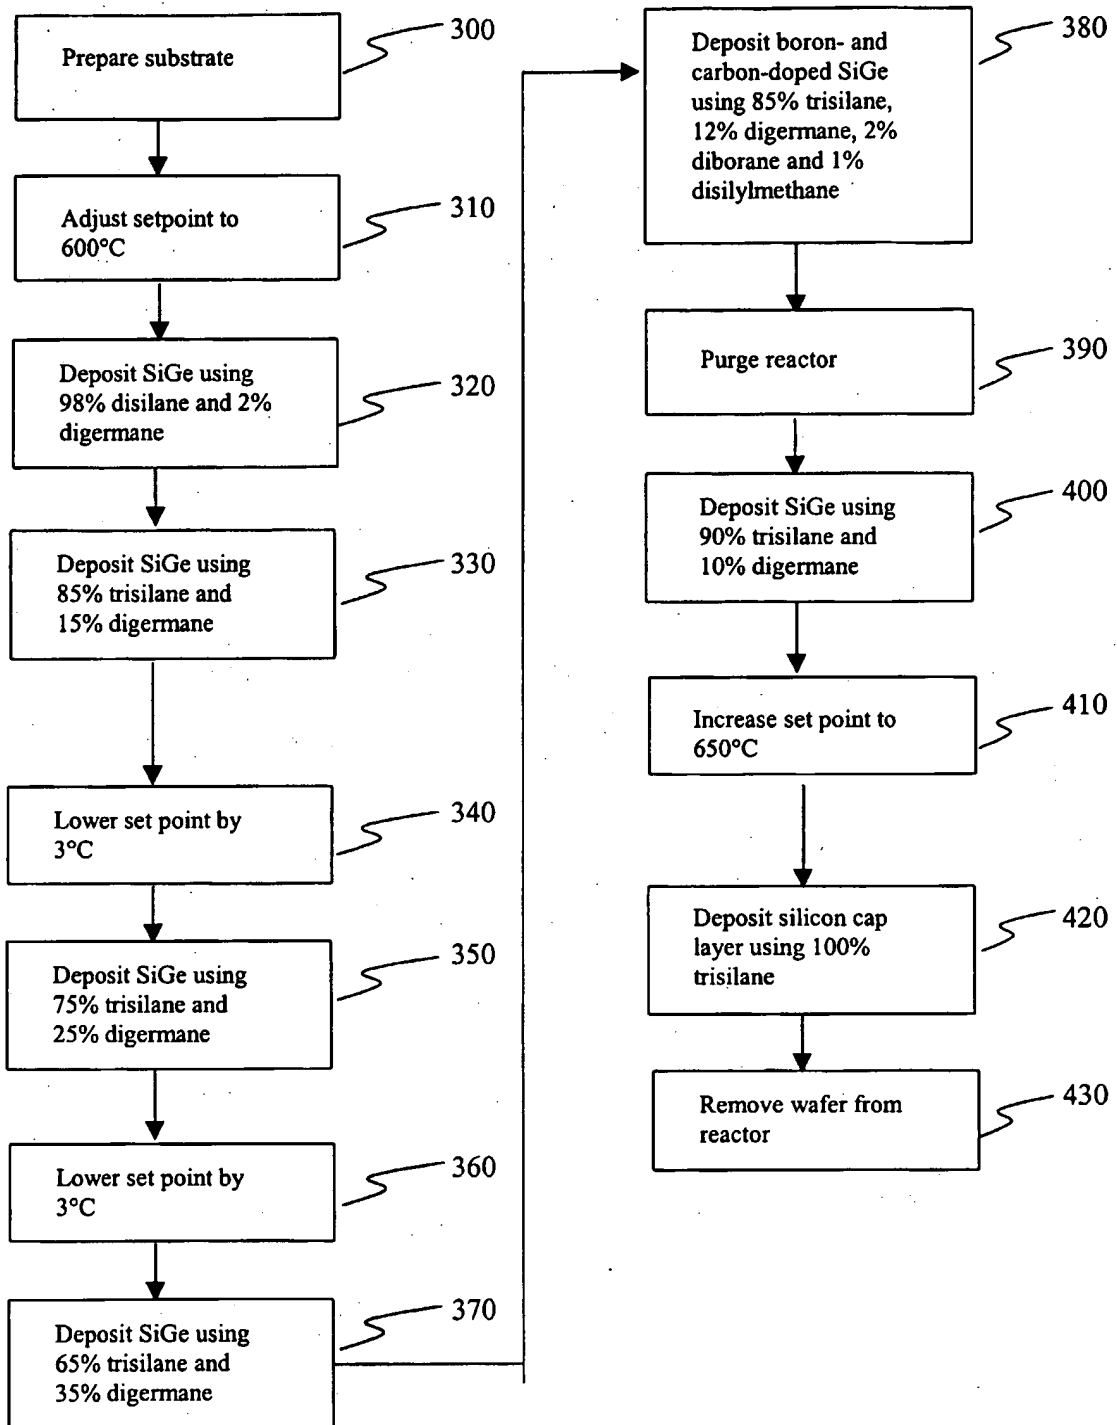 Prepare substrate
300
Adjust setpoint to
600°C
310
Deposit SiGe using
98% disilane and 2%
digermane
320
Deposit SiGe using
85% trisilane and
15% digermane
330
Lower set point by
3°C
340
Deposit SiGe using
75% trisilane and
25% digermane
350
Lower set point by
3°C
360
Deposit SiGe using
65% trisilane and
35% digermane
370
Deposit boron- and
carbon-doped SiGe
using 85% trisilane,
12% digermane, 2%
diborane and 1%
disilylmethane
380
Purge reactor
390
Deposit SiGe using
90% trisilane and
10% digermane
400
Increase set point to
650°C
410
Deposit silicon cap
layer using 100%
trisilane
420
Remove wafer from
reactor
430